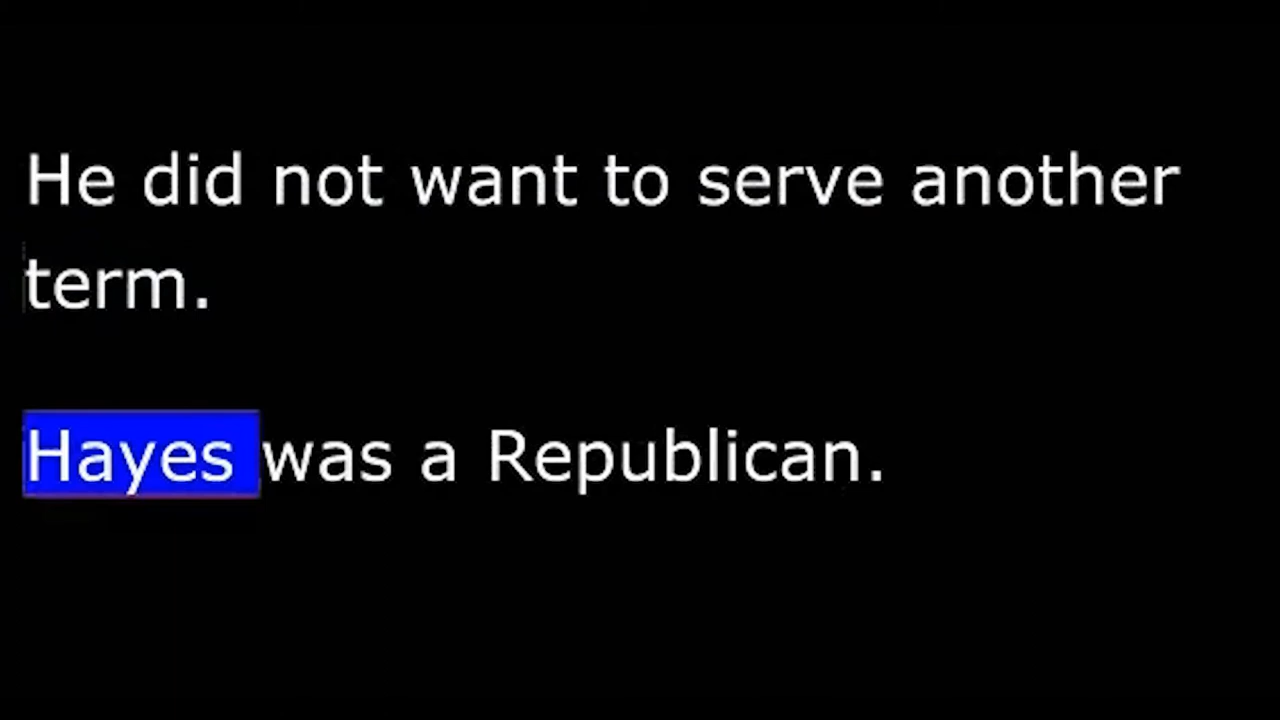 He did not want to serve another
term.
Hayes was a Republican.